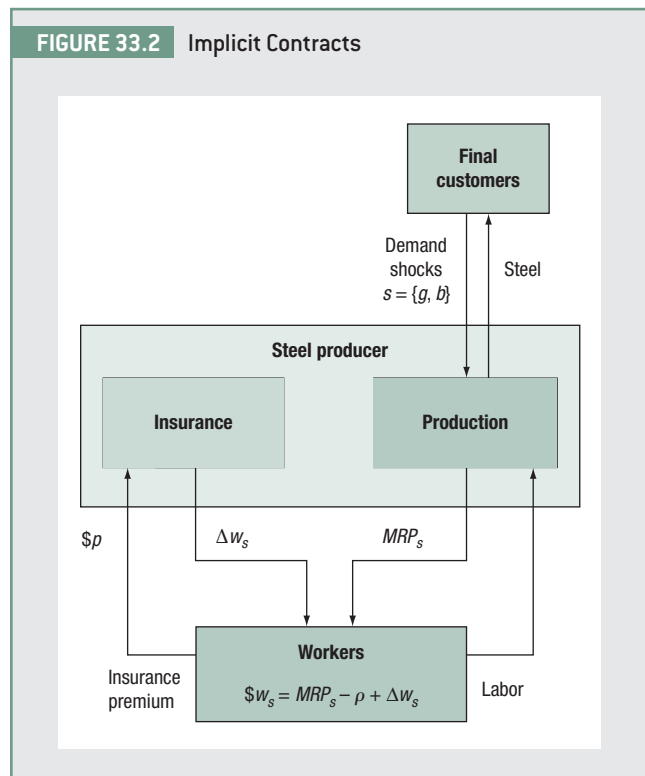 FIGURE 33.2 Implicit Contracts
Final
customers
Demand
shocks
s = {g, b}
Steel
Steel producer
Insurance
Production
$p
Δw_s
MRP_s
Workers
$w_s = MRP_s – ρ + Δw_s
Insurance
premium
Labor